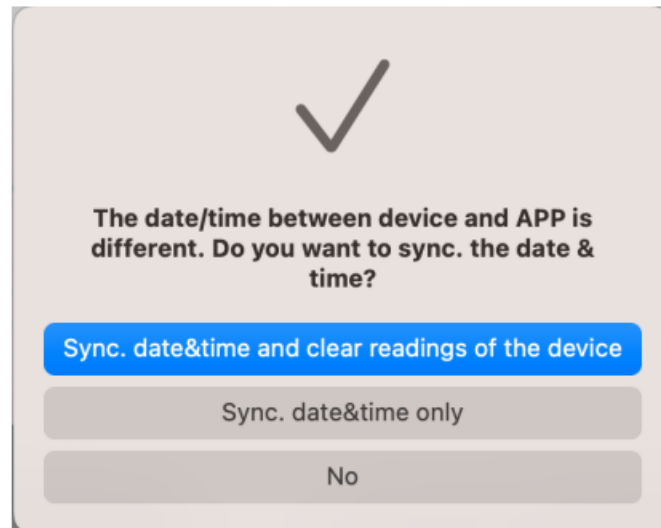 The date/time between device and APP is
different. Do you want to sync. the date &
time?
Sync. date&time and clear readings of the device
Sync. date&time only
No